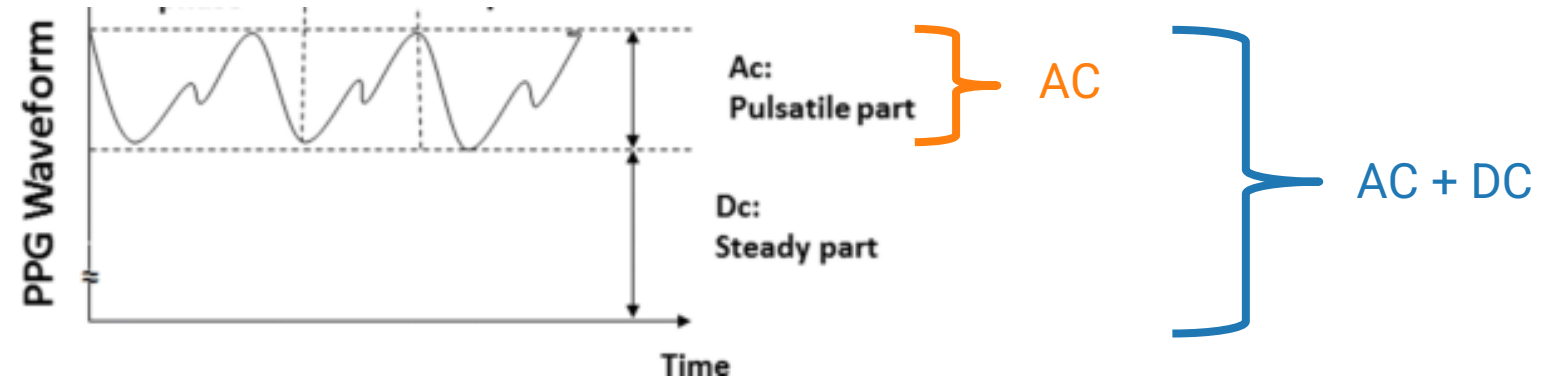 PPG Waveform
Ac:
Pulsatile part
AC
Dc:
Steady part
AC + DC
Time